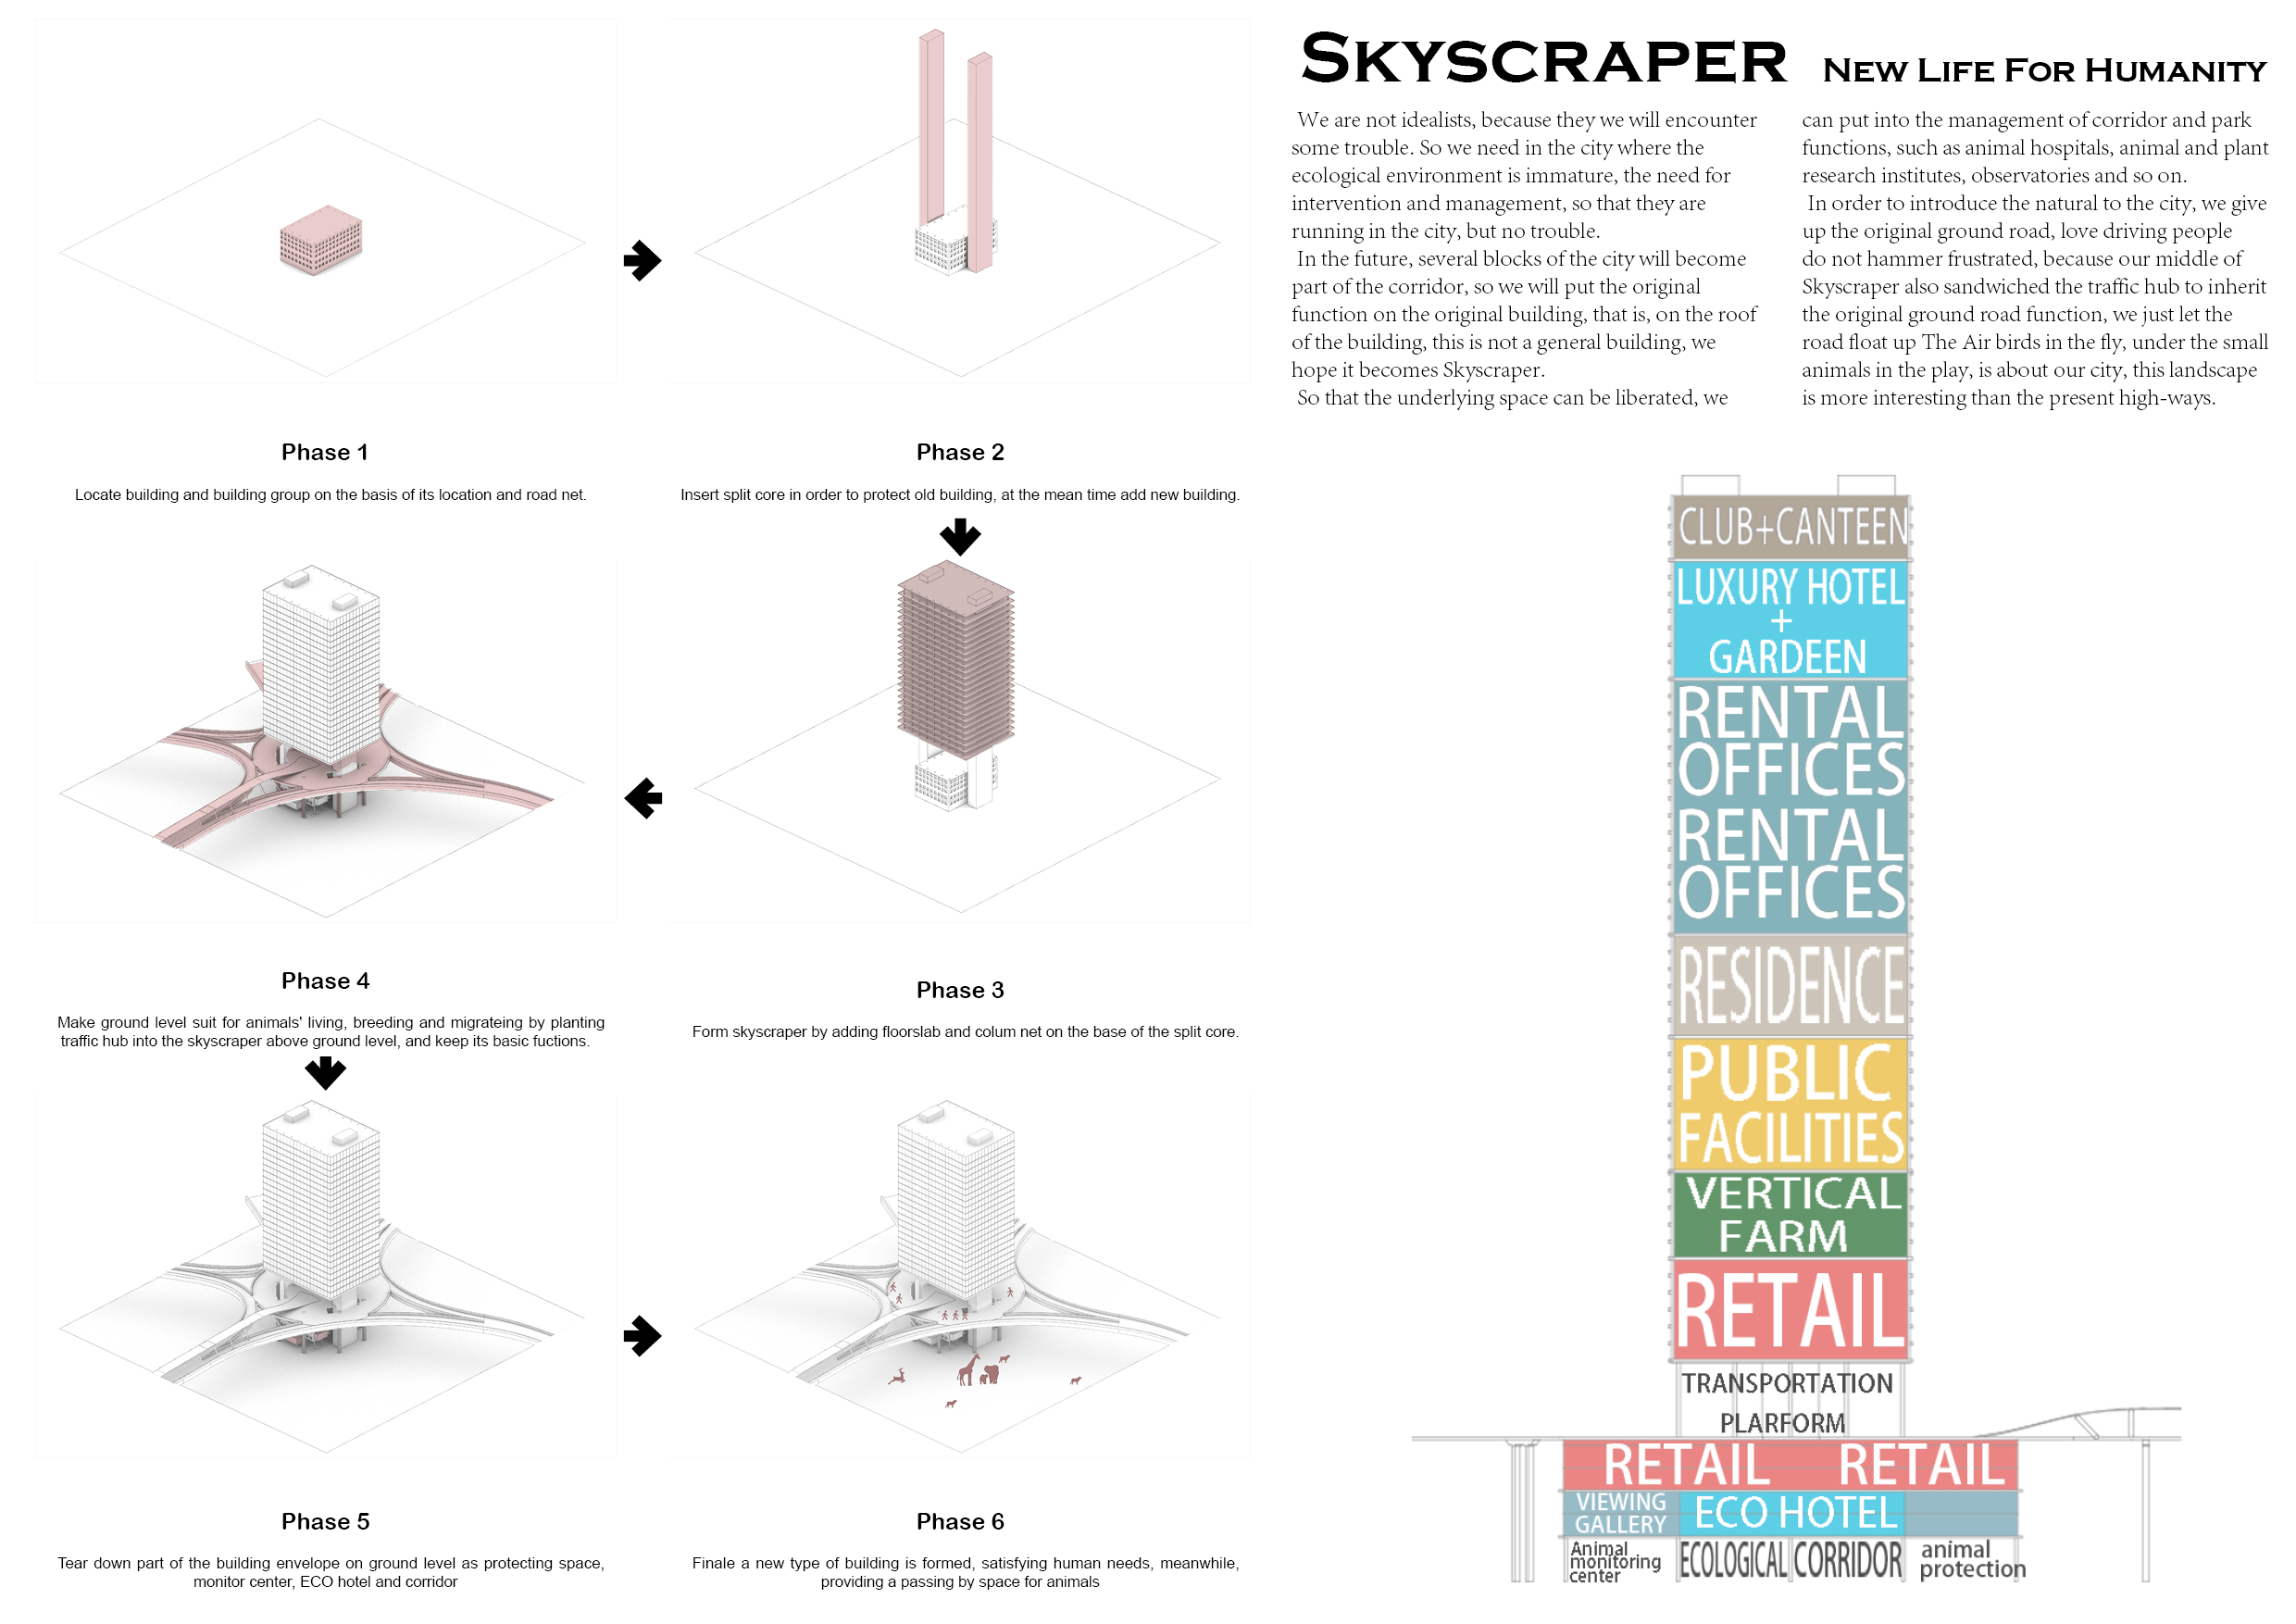 SKYSCRAPER NEW LIFE FOR HUMANITY
We are not idealists, because they we will encounter
some trouble. So we need in the city where the
ecological environment is immature, the need for
intervention and management, so that they are
running in the city, but no trouble.
In the future, several blocks of the city will become
part of the corridor, so we will put the original
function on the original building, that is, on the roof
of the building, this is not a general building, we
hope it becomes Skyscraper.
So that the underlying space can be liberated, we
can put into the management of corridor and park
functions, such as animal hospitals, animal and plant
research institutes, observatories and so on.
In order to introduce the natural to the city, we give
up the original ground road, love driving people
do not hammer frustrated, because our middle of
Skyscraper also sandwiched the traffic hub to inherit
the original ground road function, we just let the
road float up The Air birds in the fly, under the small
animals in the play, is about our city, this landscape
is more interesting than the present high-ways.
Phase 1
Locate building and building group on the basis of its location and road net.
Phase 2
Insert split core in order to protect old building, at the mean time add new building.
Phase 4
Make ground level suit for animals' living, breeding and migrateing by planting
traffic hub into the skyscraper above ground level, and keep its basic fuctions.
Phase 3
Form skyscraper by adding floorslab and colum net on the base of the split core.
Phase 5
Tear down part of the building envelope on ground level as protecting space,
monitor center, ECO hotel and corridor
Phase 6
Finale a new type of building is formed, satisfying human needs, meanwhile,
providing a passing by space for animals
CLUB+CANTEEN
LUXURY HOTEL
+
GARDEEN
RENTAL
OFFICES
RENTAL
OFFICES
RESIDENCE
PUBLIC
FACILITIES
VERTICAL
FARM
RETAIL
TRANSPORTATION
PLARFORM
RETAIL RETAIL
VIEWING
GALLERY
ECO HOTEL
Animal
monitoring
center
ECOLOGICAL CORRIDOR
animal
protection